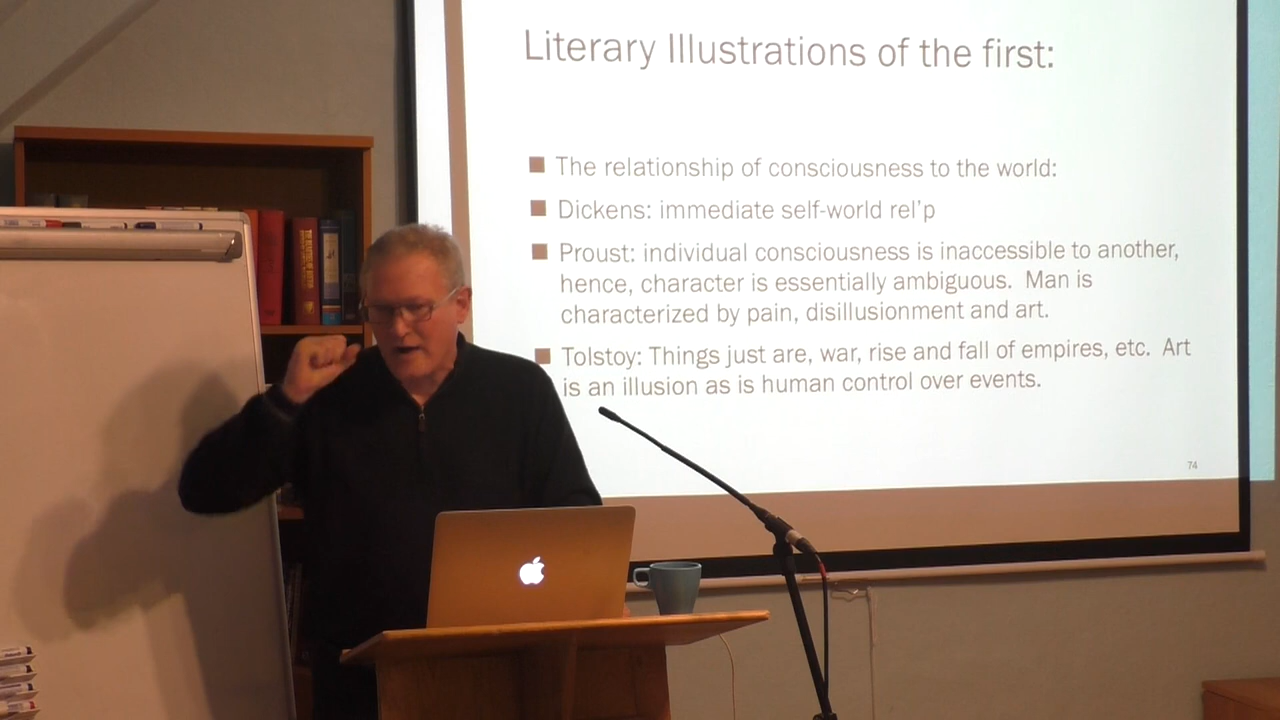 Literary Illustrations of the first:
The relationship of consciousness to the world:
Dickens: immediate self-world rel'p
Proust: individual consciousness is inaccessible to another,
hence, character is essentially ambiguous. Man is
characterized by pain, disillusionment and art.
Tolstoy: Things just are, war, rise and fall of empires, etc. Art
is an illusion as is human control over events.
74